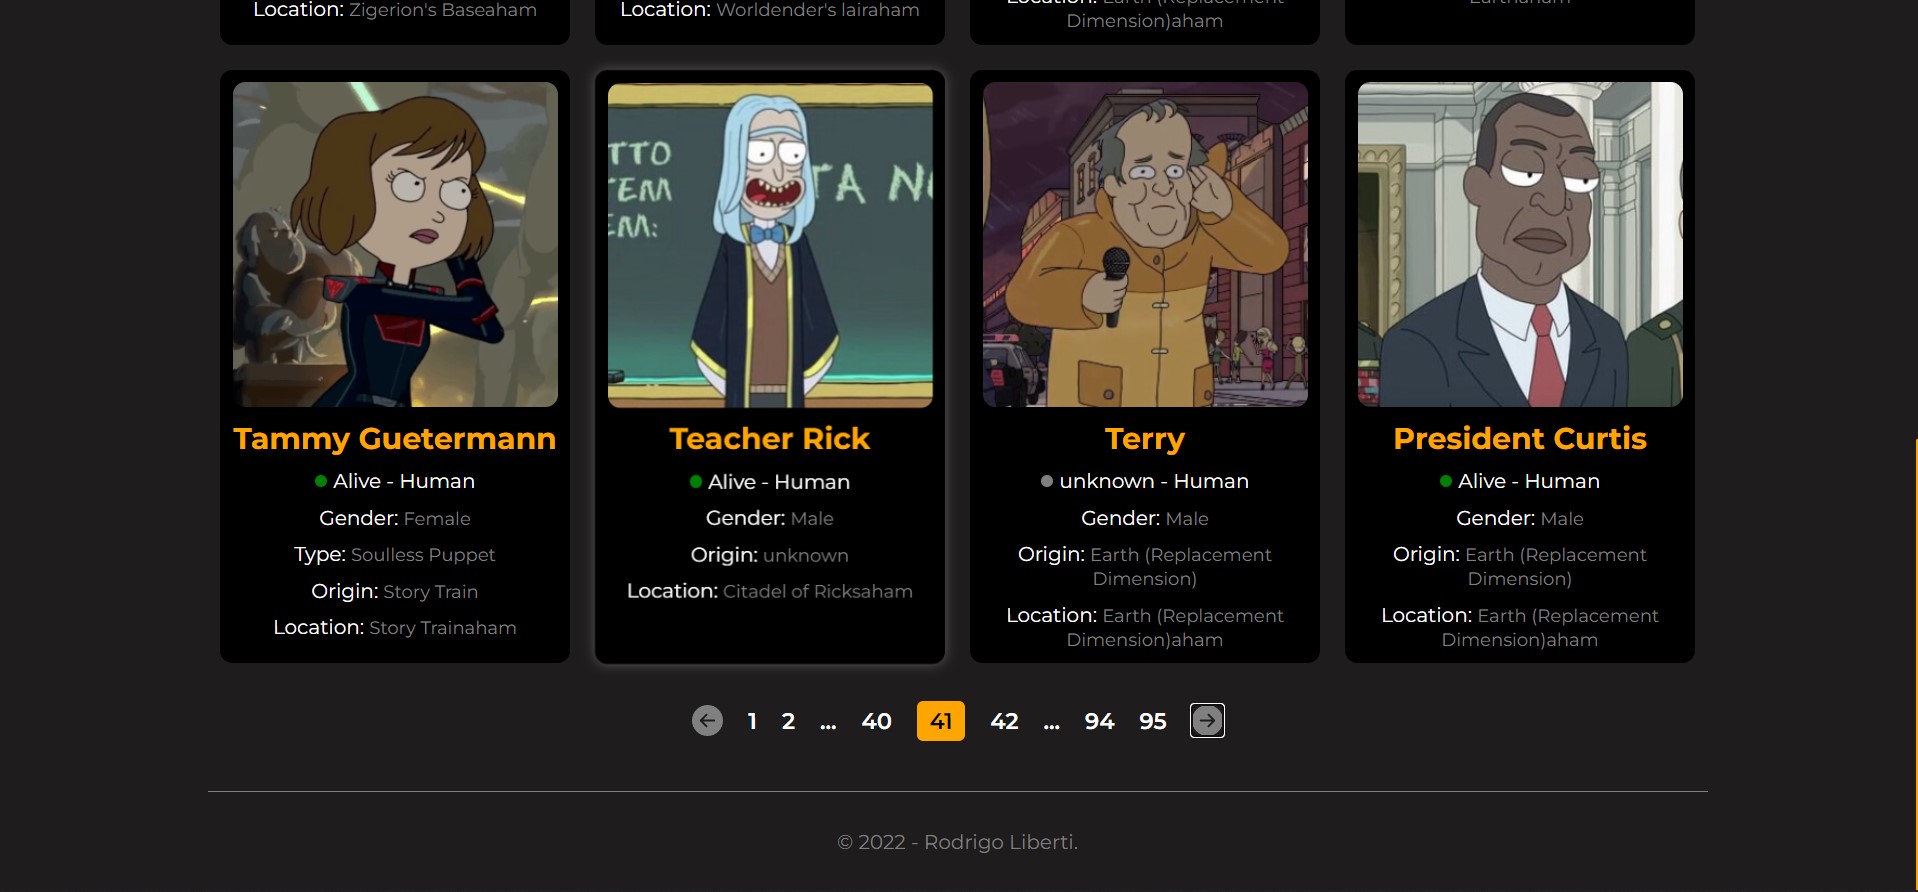 Location: Zigerion's Baseaham
Location: Worldender's lairaham
Dimension)aham
TTO
TEM
EM:
TA N
Tammy Guetermann
Alive - Human
Gender: Female
Type: Soulless Puppet
Origin: Story Train
Location: Story Trainaham
Teacher Rick
Alive - Human
Gender: Male
Origin: unknown
Location: Citadel of Ricksaham
Terry
unknown - Human
Gender: Male
Origin: Earth (Replacement
Dimension)
Location: Earth (Replacement
Dimension)aham
President Curtis
Alive - Human
Gender: Male
Origin: Earth (Replacement
Dimension)
Location: Earth (Replacement
Dimension)aham
1 2 ... 40 41 42 ... 94 95
© 2022 - Rodrigo Liberti.